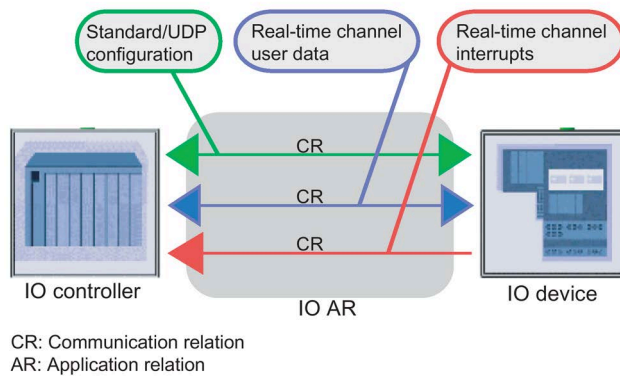 Standard/UDP
configuration
Real-time channel
user data
Real-time channel
interrupts
CR
CR
CR
IO controller
IO AR
IO device
CR: Communication relation
AR: Application relation